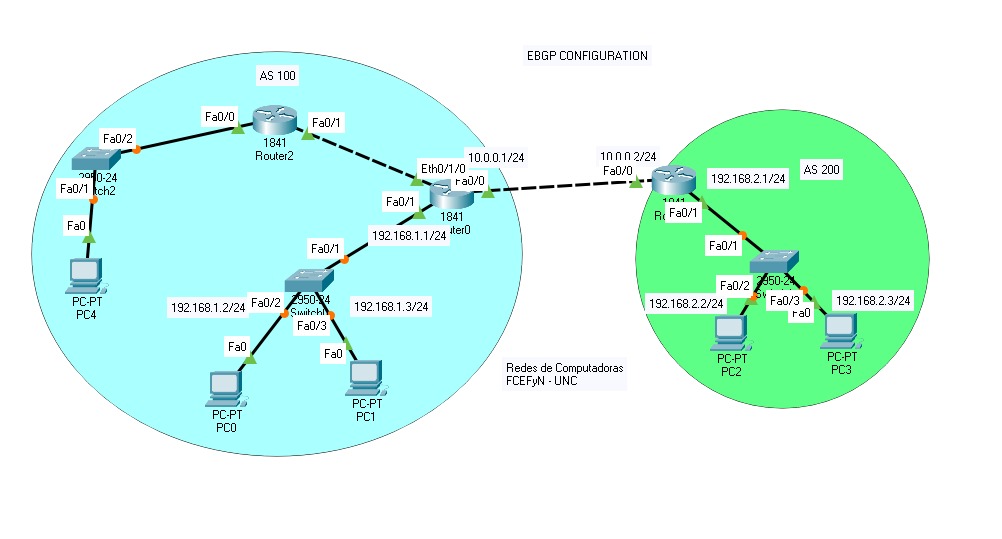 EBGP CONFIGURATION
AS 100
Fa0/0
1841
Router2
Fa0/1
Fa0/2
2950-24
Fa0/1
Fa0
PC-PT
PC4
Eth0/1/0
10.0.0.1/24
Fa0/0
1841
Fa0/1
192.168.1.1/24
Fa0/1
2950-24
192.168.1.2/24
Fa0/2
Fa0/3
192.168.1.3/24
Fa0
PC-PT
PC0
Fa0
PC-PT
PC1
10.0.0.2/24
Fa0/0
1841
192.168.2.1/24
AS 200
Fa0/1
Fa0/1
2950-24
192.168.2.2/24
Fa0/2
Fa0/3
192.168.2.3/24
Fa0
PC-PT
PC2
PC-PT
PC3
Redes de Computadoras
FCEFyN - UNC